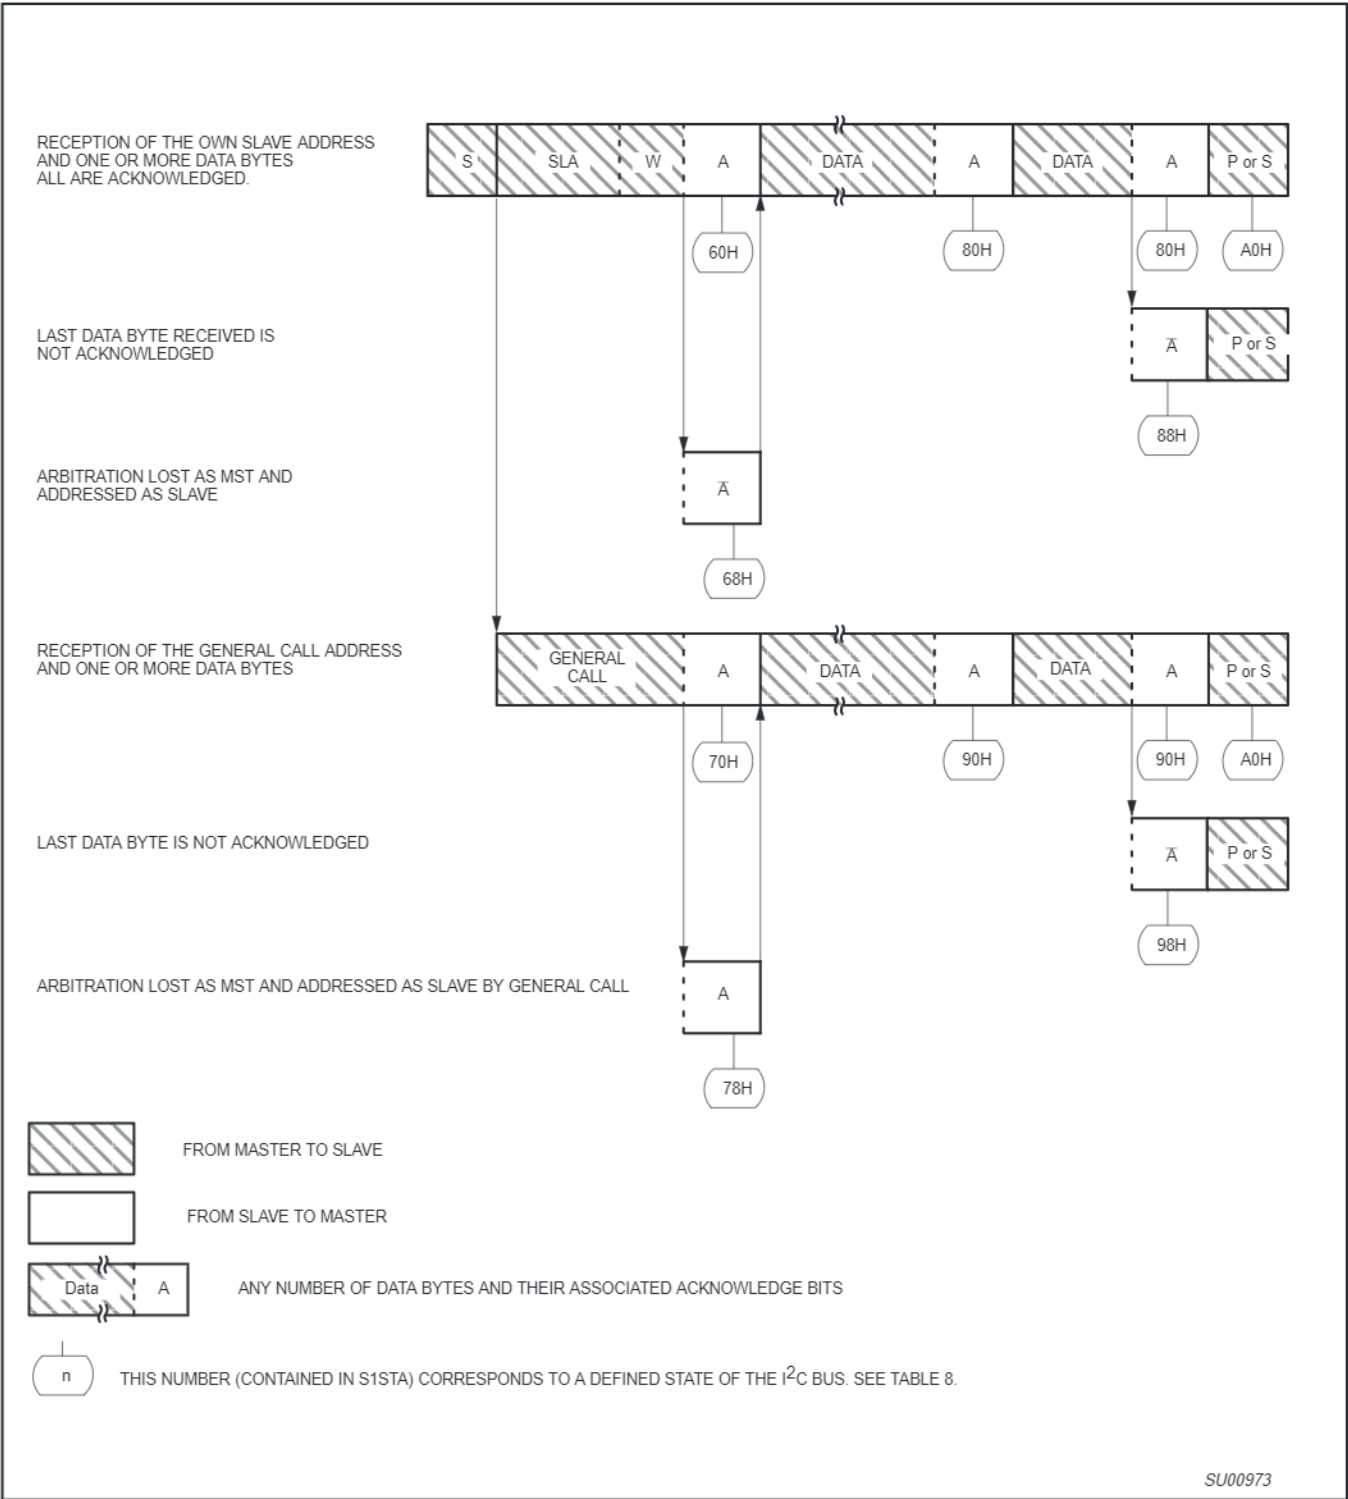 RECEPTION OF THE OWN SLAVE ADDRESS
AND ONE OR MORE DATA BYTES
ALL ARE ACKNOWLEDGED.
S SLA W A DATA A DATA A P or S
60H 80H 80H A0H
LAST DATA BYTE RECEIVED IS
NOT ACKNOWLEDGED
A̅ P or S
88H
ARBITRATION LOST AS MST AND
ADDRESSED AS SLAVE
A̅
68H
RECEPTION OF THE GENERAL CALL ADDRESS
AND ONE OR MORE DATA BYTES
GENERAL
CALL
A DATA A DATA A P or S
70H 90H 90H A0H
LAST DATA BYTE IS NOT ACKNOWLEDGED
A̅ P or S
98H
ARBITRATION LOST AS MST AND ADDRESSED AS SLAVE BY GENERAL CALL
A
78H
FROM MASTER TO SLAVE
FROM SLAVE TO MASTER
Data A ANY NUMBER OF DATA BYTES AND THEIR ASSOCIATED ACKNOWLEDGE BITS
n THIS NUMBER (CONTAINED IN S1STA) CORRESPONDS TO A DEFINED STATE OF THE I²C BUS. SEE TABLE 8.
SU00973